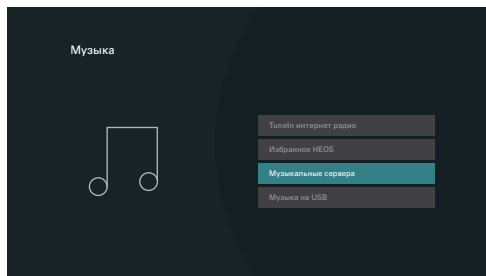 Музыка
TuneIn интернет радио
Избранное HEOS
Музыкальные сервера
Музыка на USB